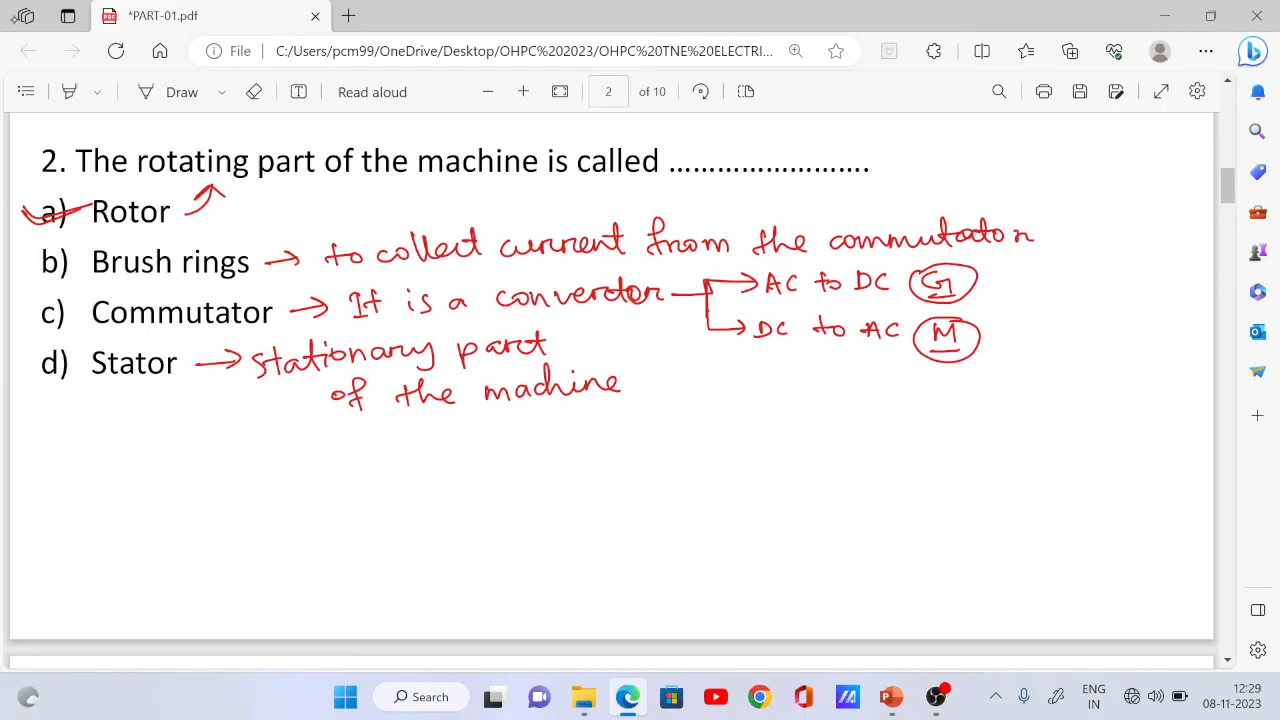 *PART-01.pdf
File C:/Users/pcm99/OneDrive/Desktop/OHPC%202023/OHPC%20TNE%20ELECTRI...
Draw Read aloud 2 of 10
2. The rotating part of the machine is called …………………….
a) Rotor
b) Brush rings → to collect current from the commutator
c) Commutator → It is a convertor → AC to DC G
→ DC to AC M
d) Stator → stationary part
of the machine
Search
ENG
IN
12:29
08-11-2023